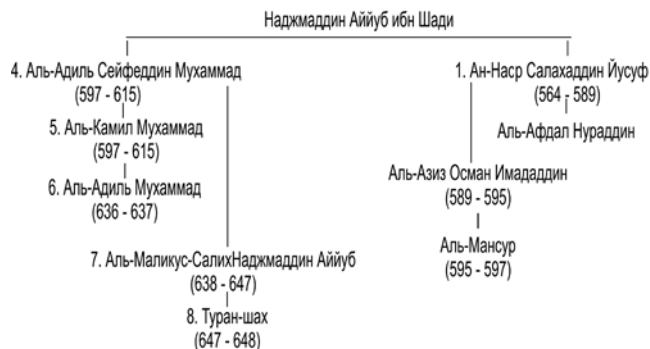 Наджмаддин Аййуб ибн Шади
4. Аль-Адиль Сейфеддин Мухаммад
(597 - 615)
5. Аль-Камил Мухаммад
(597 - 615)
6. Аль-Адиль Мухаммад
(636 - 637)
7. Аль-Маликус-СалихНаджмаддин Аййуб
(638 - 647)
8. Туран-шах
(647 - 648)
1. Ан-Наср Салахаддин Йусуф
(564 - 589)
Аль-Афдал Нураддин
Аль-Азиз Осман Имададдин
(589 - 595)
Аль-Мансур
(595 - 597)